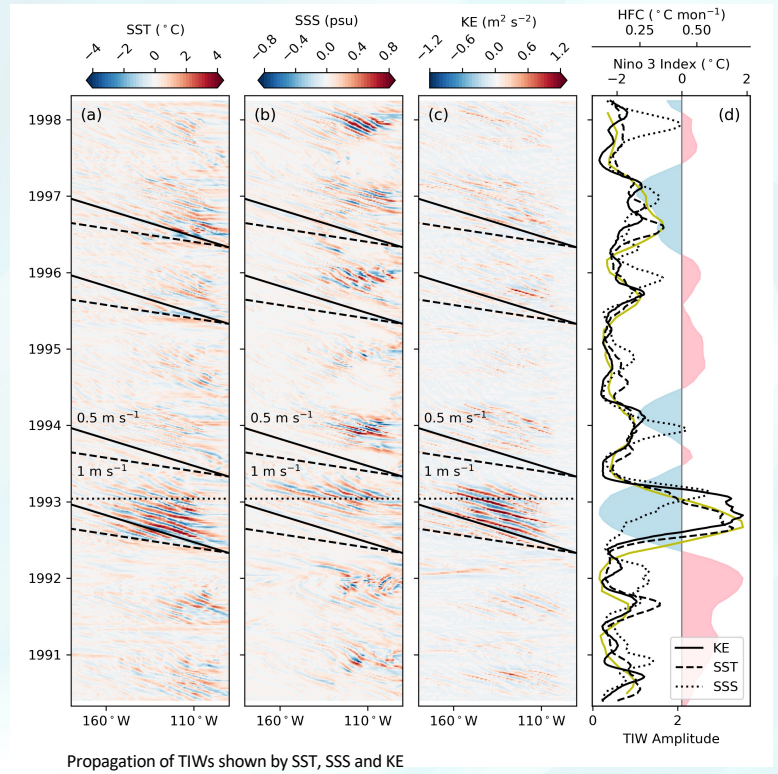 SST (°C)
−4 −2 0 2 4
SSS (psu)
−0.8 −0.4 0.0 0.4 0.8
KE (m² s⁻²)
−1.2 −0.6 0.0 0.6 1.2
HFC (°C mon⁻¹)
0.25 0.50
Nino 3 Index (°C)
−2 0 2
(a) (b) (c) (d)
1998
1997
1996
1995
1994
1993
1992
1991
0.5 m s⁻¹ 0.5 m s⁻¹ 0.5 m s⁻¹
1 m s⁻¹ 1 m s⁻¹ 1 m s⁻¹
KE
SST
SSS
160°W 110°W 160°W 110°W 160°W 110°W 0 2
TIW Amplitude
Propagation of TIWs shown by SST, SSS and KE